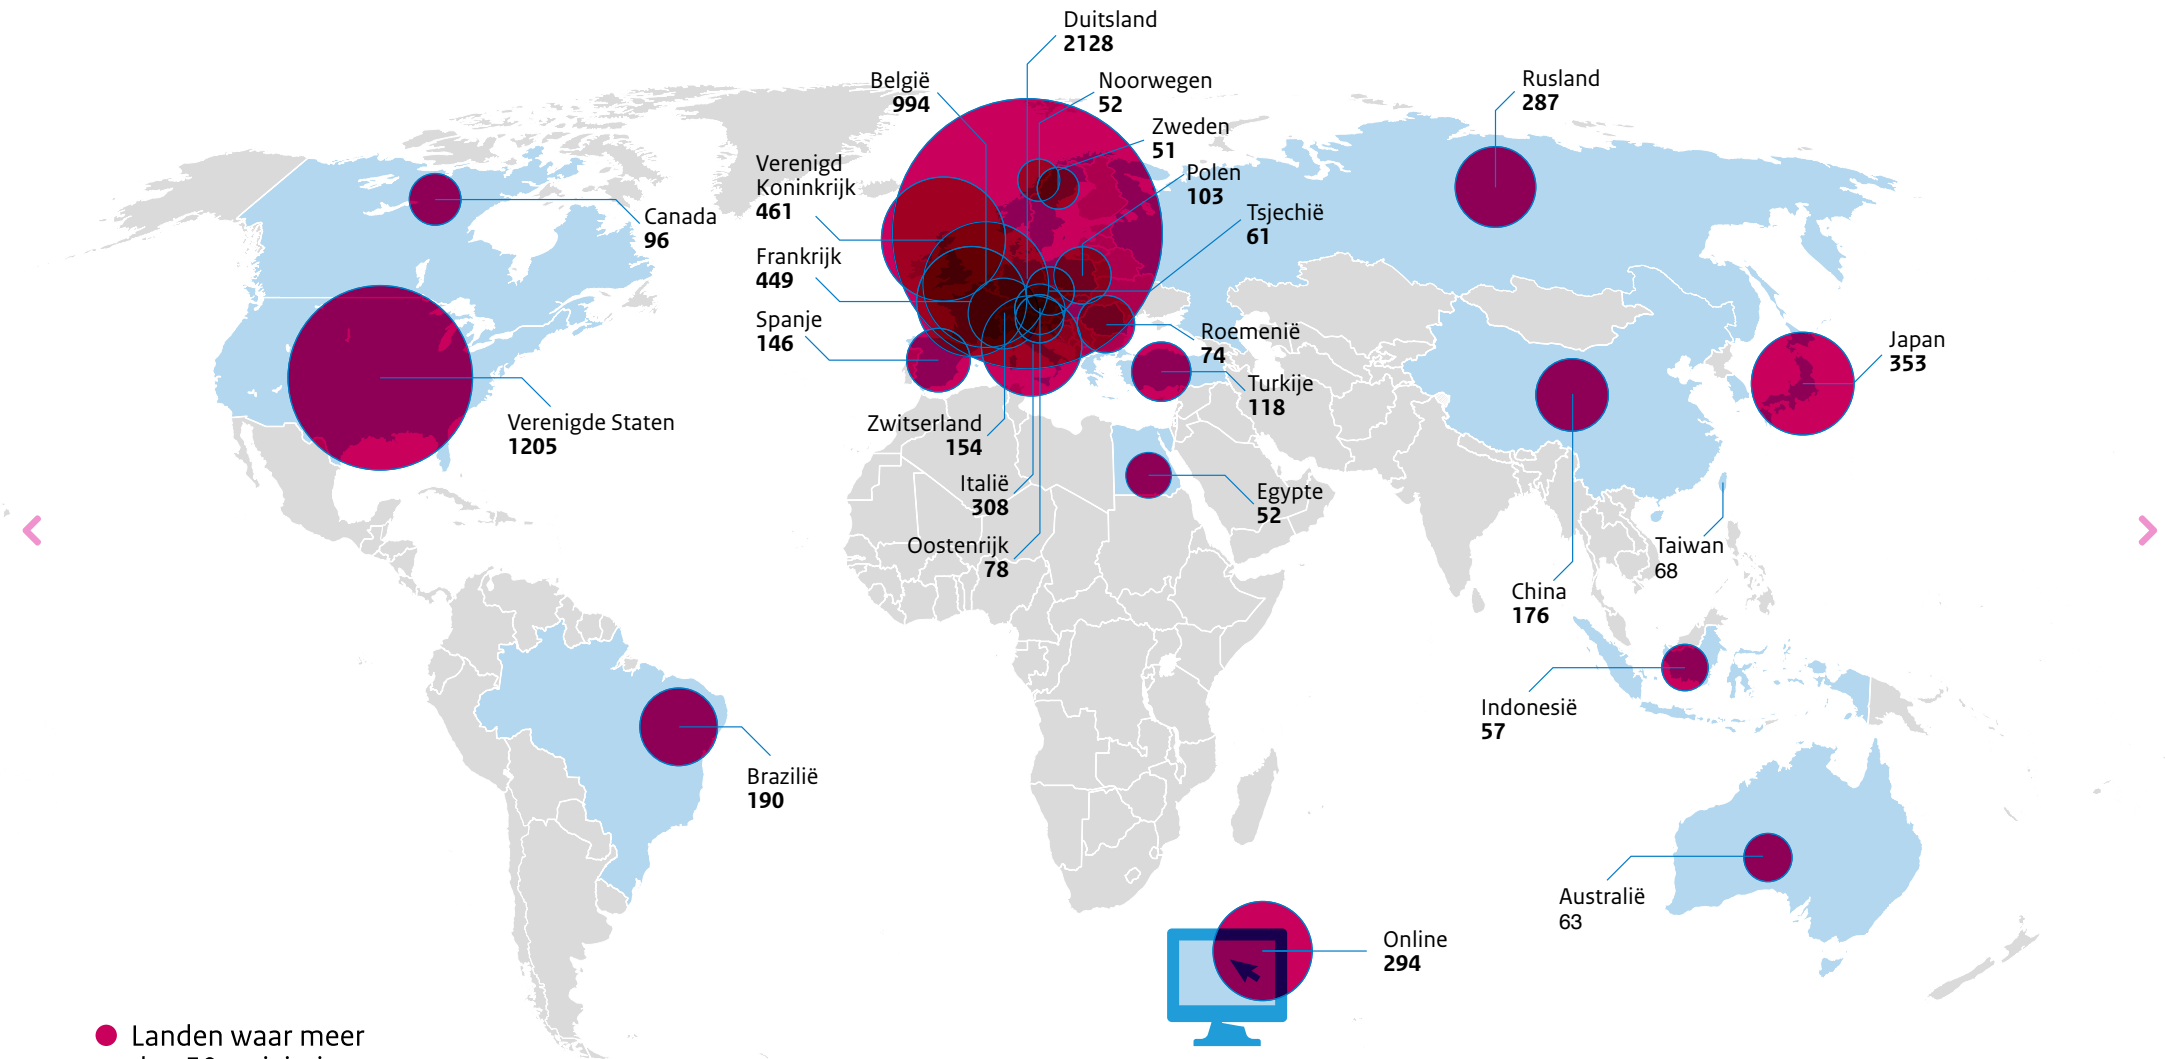 Duitsland
2128
België
994
Noorwegen
52
Rusland
287
Zweden
51
Verenigd
Koninkrijk
461
Polen
103
Canada
96
Tsjechië
61
Frankrijk
449
Spanje
146
Roemenië
74
Japan
353
Turkije
118
Verenigde Staten
1205
Zwitserland
154
Italië
308
Egypte
52
Oostenrijk
78
Taiwan
68
China
176
Indonesië
57
Brazilië
190
Australië
63
Online
294
Landen waar meer